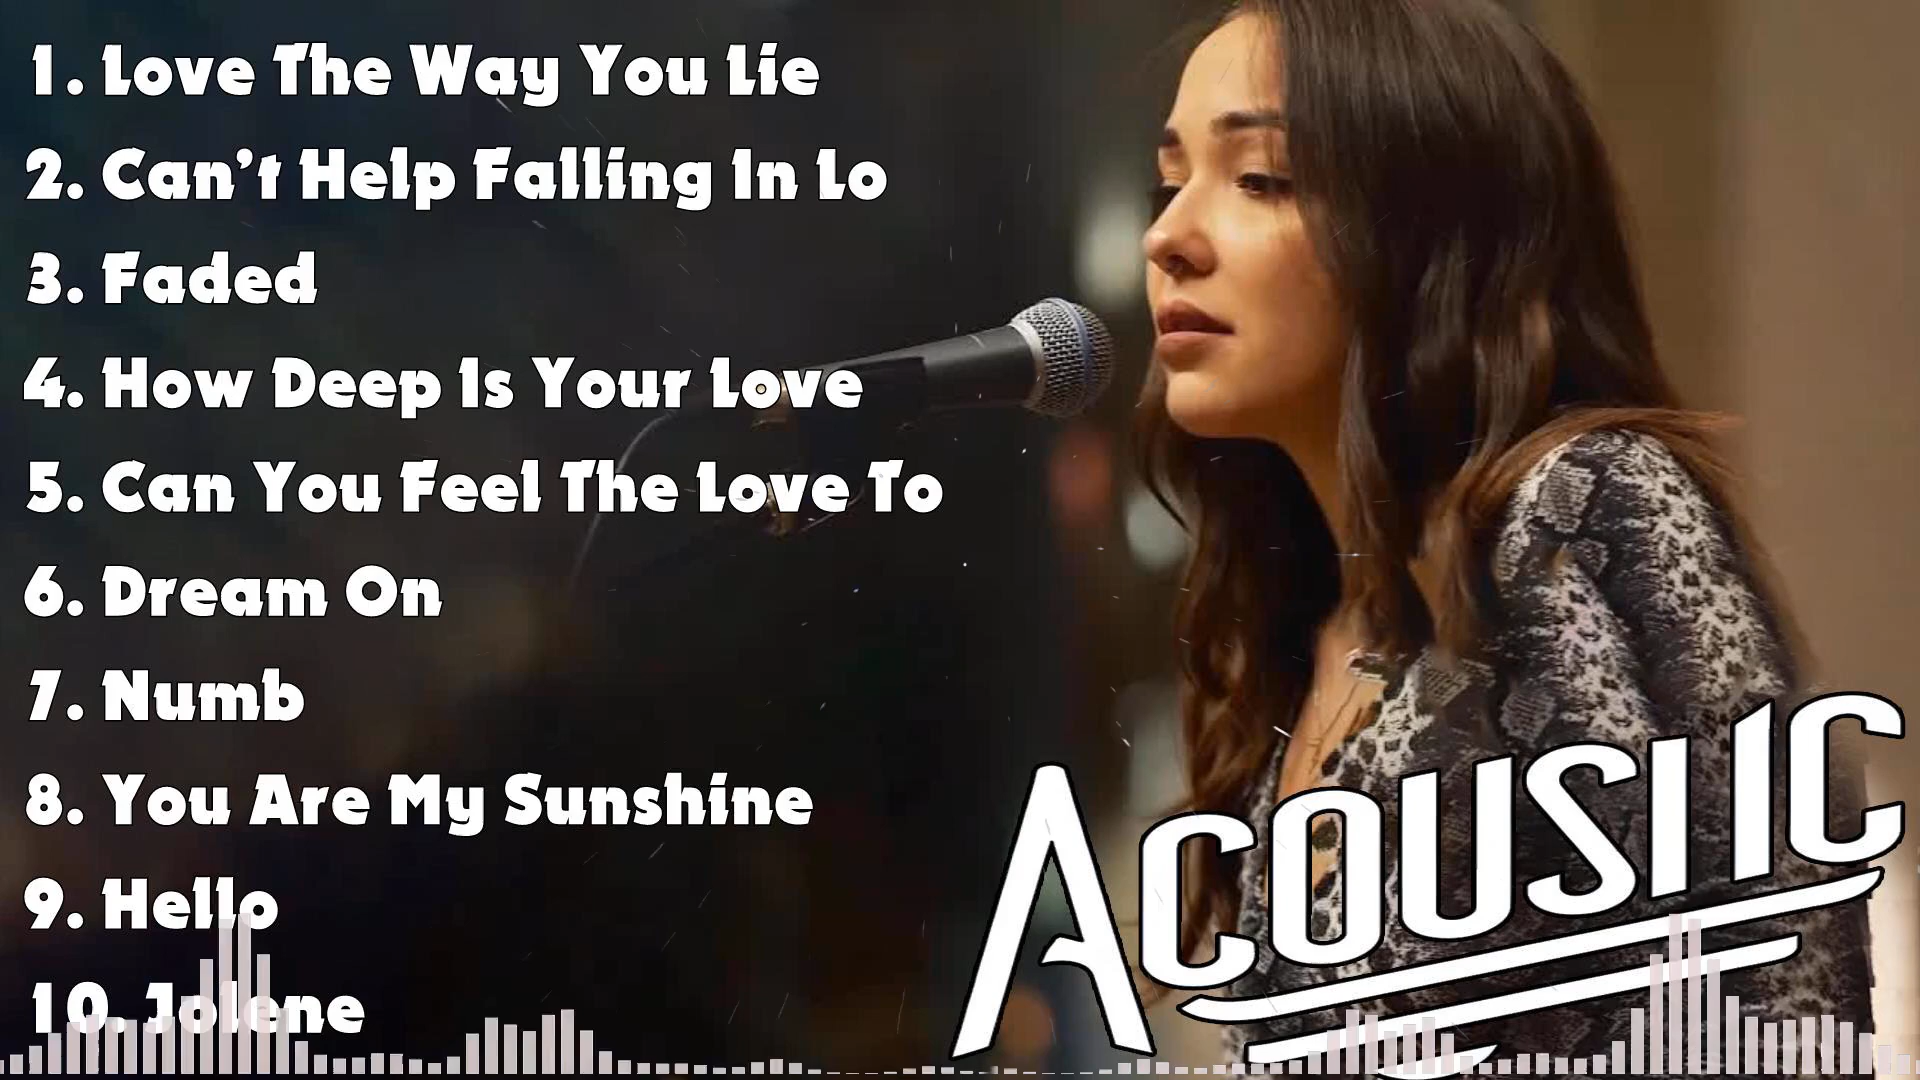 1. Love The Way You Lie
2. Can't Help Falling In Lo
3. Faded
4. How Deep Is Your Love
5. Can You Feel The Love To
6. Dream On
7. Numb
8. You Are My Sunshine
9. Hello
10. Jolene
ACOUSTIC